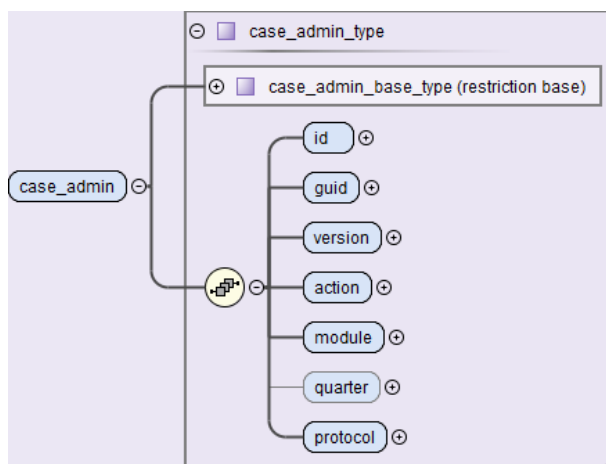 case_admin_type
case_admin_base_type (restriction base)
id
guid
case_admin
version
action
module
quarter
protocol